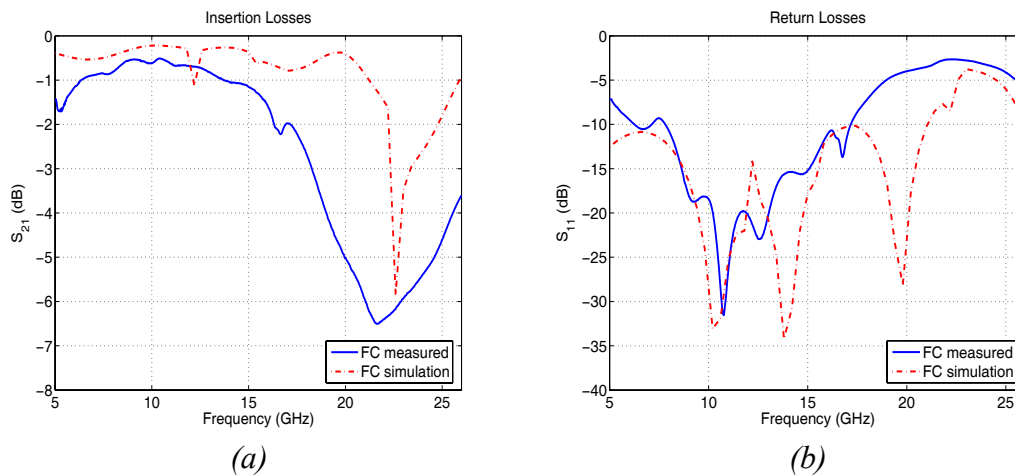 Insertion Losses
0
−1
−2
−3
−4
−5
−6
−7
−8
S21 (dB)
5
10
15
20
25
Frequency (GHz)
FC measured
FC simulation
(a)
Return Losses
0
−5
−10
−15
−20
−25
−30
−35
−40
S11 (dB)
5
10
15
20
25
Frequency (GHz)
FC measured
FC simulation
(b)